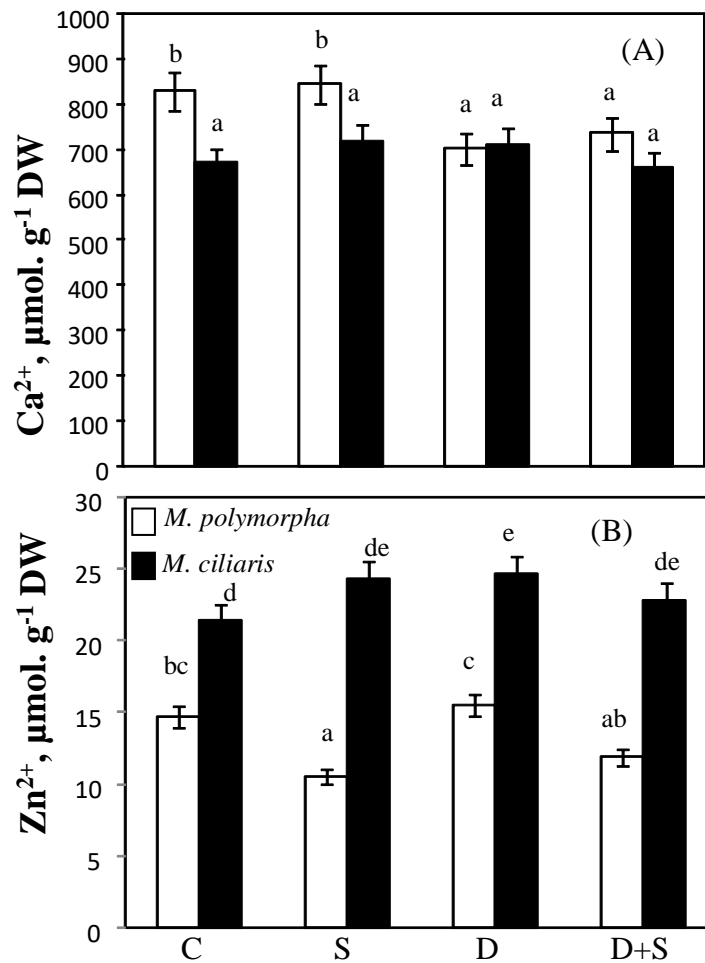 (A)
Ca²⁺, µmol. g⁻¹ DW
1000
900
800
700
600
500
400
300
200
100
0
b
a
b
a
a
a
a
a
(B)
Zn²⁺, µmol. g⁻¹ DW
30
25
20
15
10
5
0
M. polymorpha
M. ciliaris
bc
d
a
de
c
e
ab
de
C
S
D
D+S